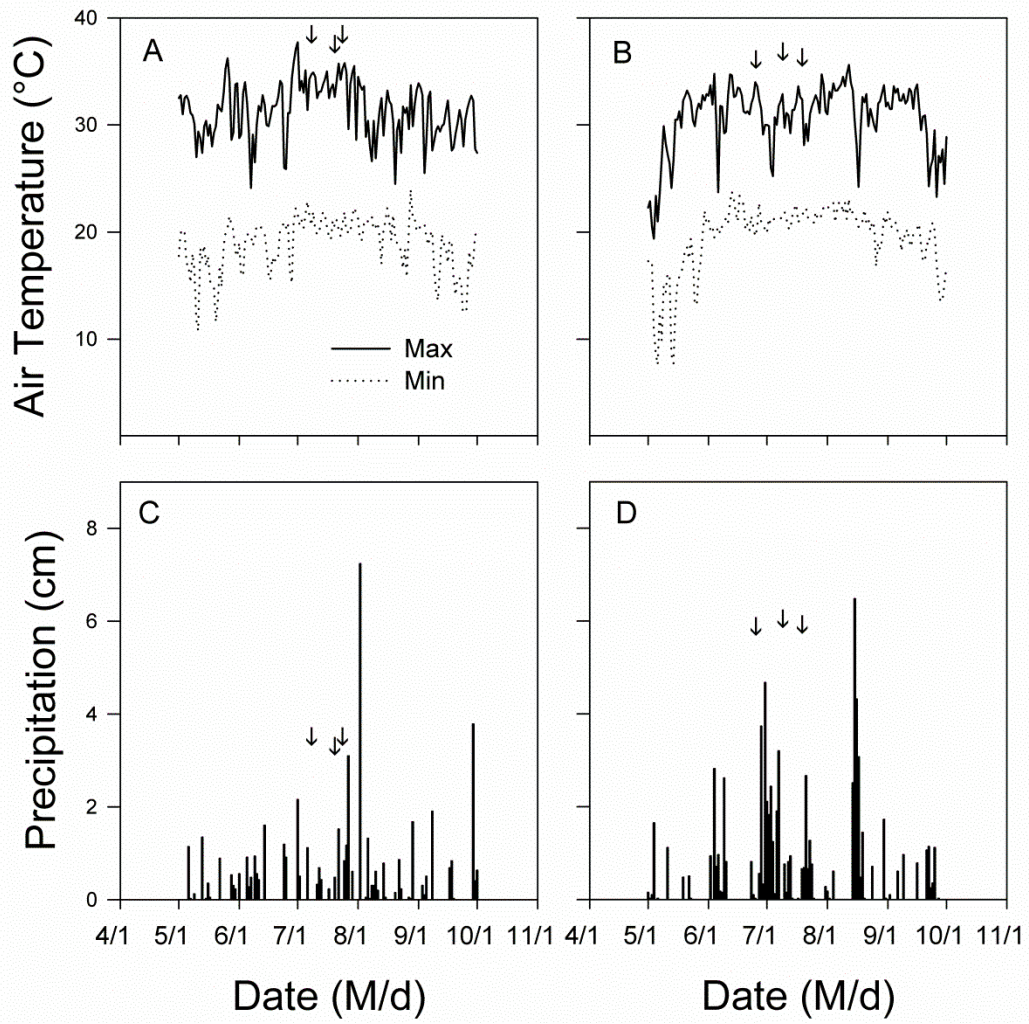 40
30
20
10
Air Temperature (°C)
A
Max
Min
B
8
6
4
2
0
Precipitation (cm)
C
D
4/1 5/1 6/1 7/1 8/1 9/1 10/1 11/1
4/1 5/1 6/1 7/1 8/1 9/1 10/1 11/1
Date (M/d)
Date (M/d)